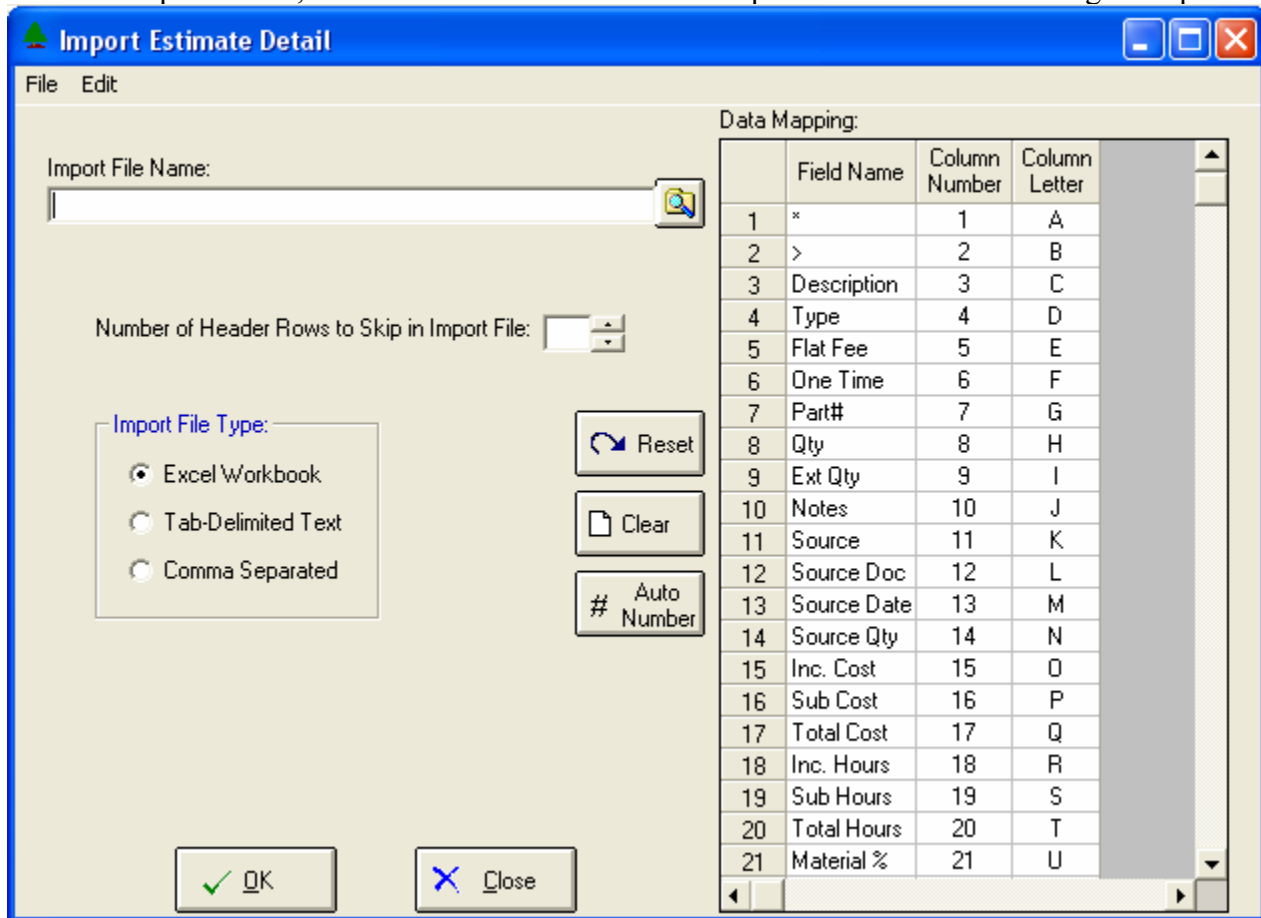 Import Estimate Detail
File Edit
Import File Name:
Number of Header Rows to Skip in Import File:
Import File Type:
Excel Workbook
Tab-Delimited Text
Comma Separated
Reset
Clear
# Auto
Number
OK
Close
Data Mapping:
Field Name Column Number Column Letter
1 * 1 A
2 > 2 B
3 Description 3 C
4 Type 4 D
5 Flat Fee 5 E
6 One Time 6 F
7 Part# 7 G
8 Qty 8 H
9 Ext Qty 9 I
10 Notes 10 J
11 Source 11 K
12 Source Doc 12 L
13 Source Date 13 M
14 Source Qty 14 N
15 Inc. Cost 15 O
16 Sub Cost 16 P
17 Total Cost 17 Q
18 Inc. Hours 18 R
19 Sub Hours 19 S
20 Total Hours 20 T
21 Material % 21 U